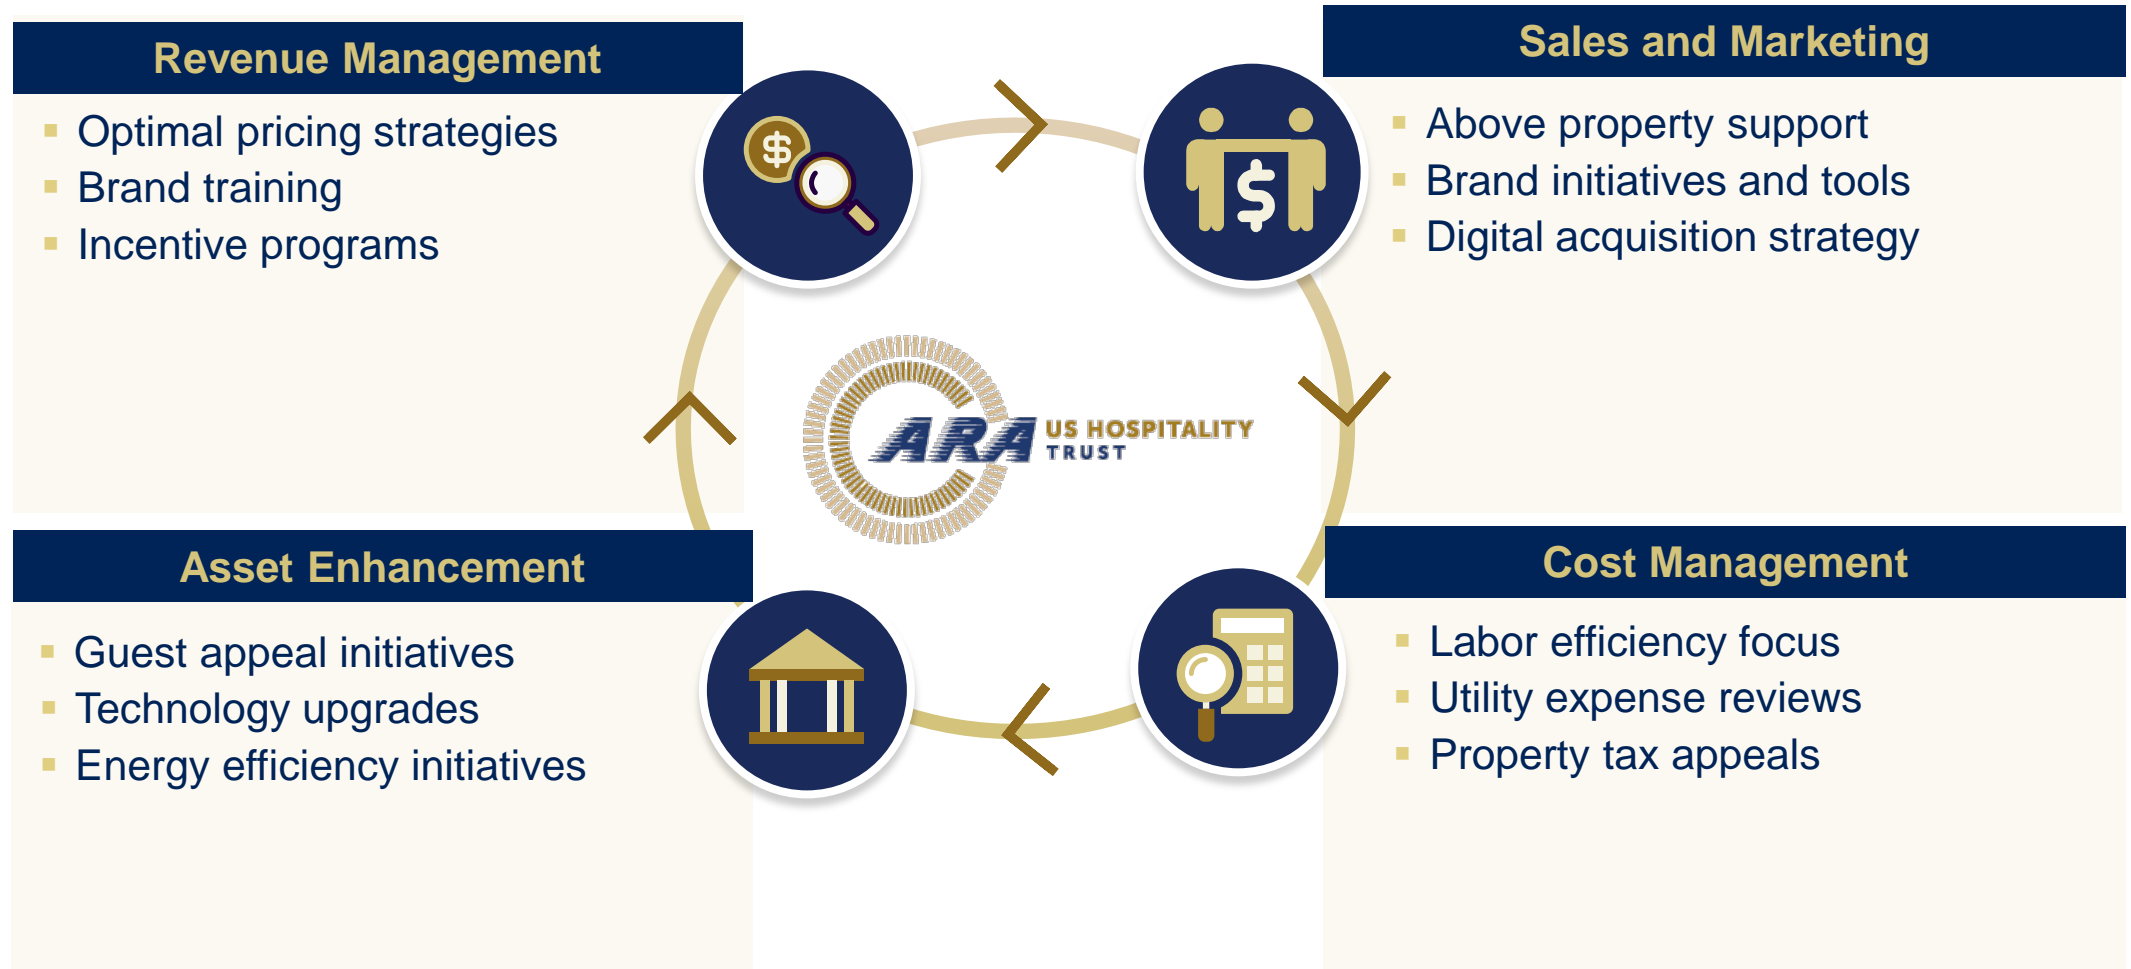 Revenue Management
Optimal pricing strategies
Brand training
Incentive programs
Sales and Marketing
Above property support
Brand initiatives and tools
Digital acquisition strategy
$
$
ARA US HOSPITALITY
TRUST
Asset Enhancement
Guest appeal initiatives
Technology upgrades
Energy efficiency initiatives
Cost Management
Labor efficiency focus
Utility expense reviews
Property tax appeals